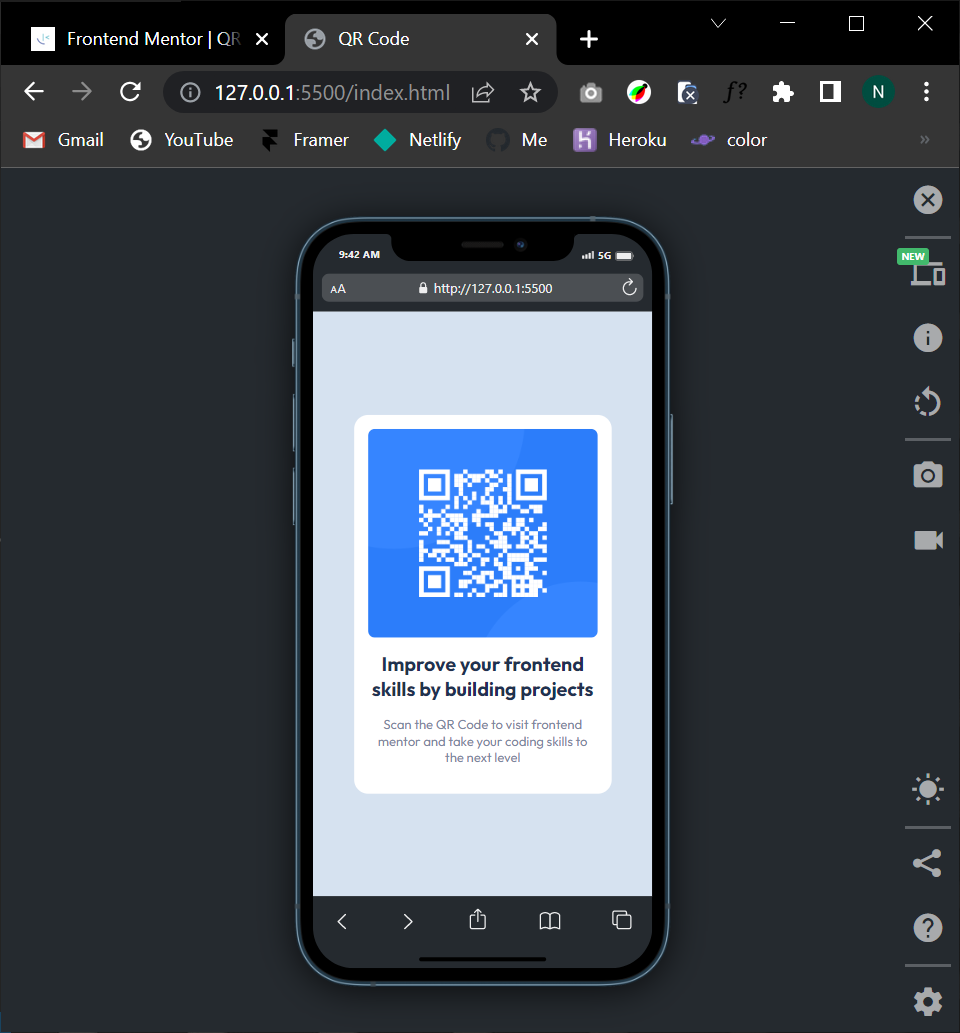 Frontend Mentor | QR
QR Code
127.0.0.1:5500/index.html
f?
N
Gmail
YouTube
Framer
Netlify
Me
Heroku
color
»
NEW
9:42 AM
5G
AA
http://127.0.0.1:5500
Improve your frontend
skills by building projects
Scan the QR Code to visit frontend
mentor and take your coding skills to
the next level